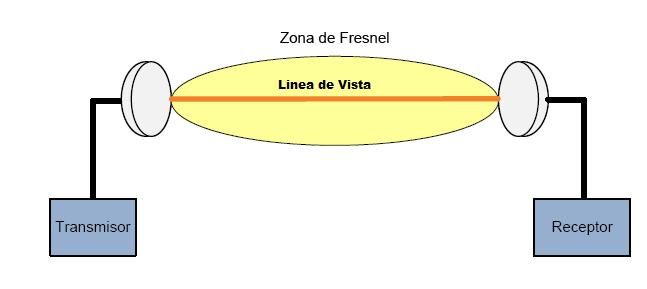 Zona de Fresnel
Linea de Vista
Transmisor
Receptor